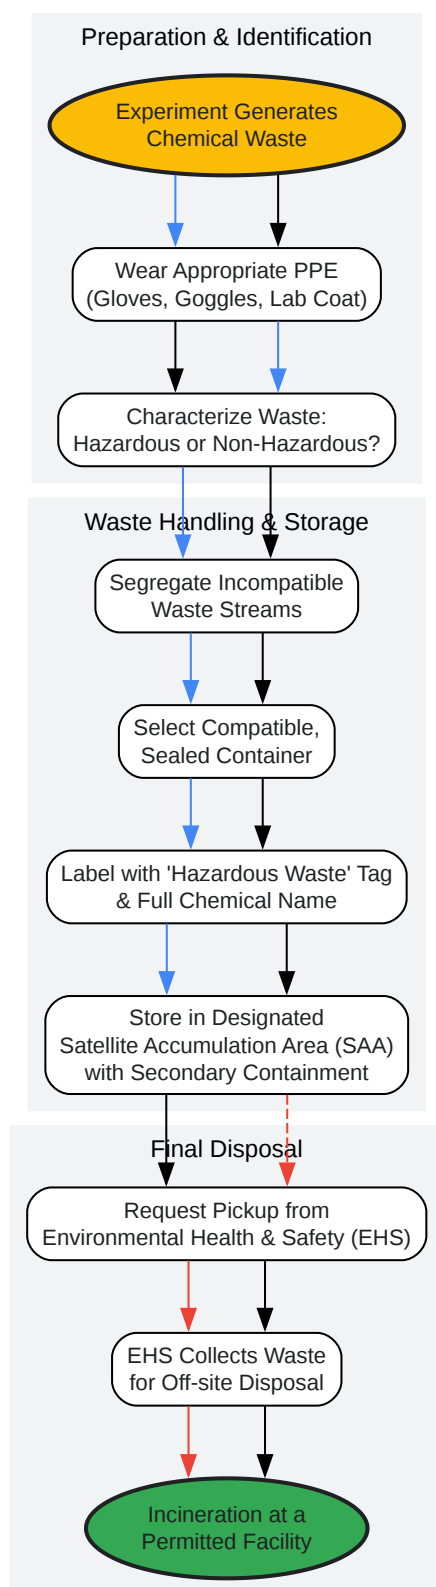 Preparation & Identification
Experiment Generates
Chemical Waste
Wear Appropriate PPE
(Gloves, Goggles, Lab Coat)
Characterize Waste:
Hazardous or Non-Hazardous?
Waste Handling & Storage
Segregate Incompatible
Waste Streams
Select Compatible,
Sealed Container
Label with 'Hazardous Waste' Tag
& Full Chemical Name
Store in Designated
Satellite Accumulation Area (SAA)
with Secondary Containment
Final Disposal
Request Pickup from
Environmental Health & Safety (EHS)
EHS Collects Waste
for Off-site Disposal
Incineration at a
Permitted Facility